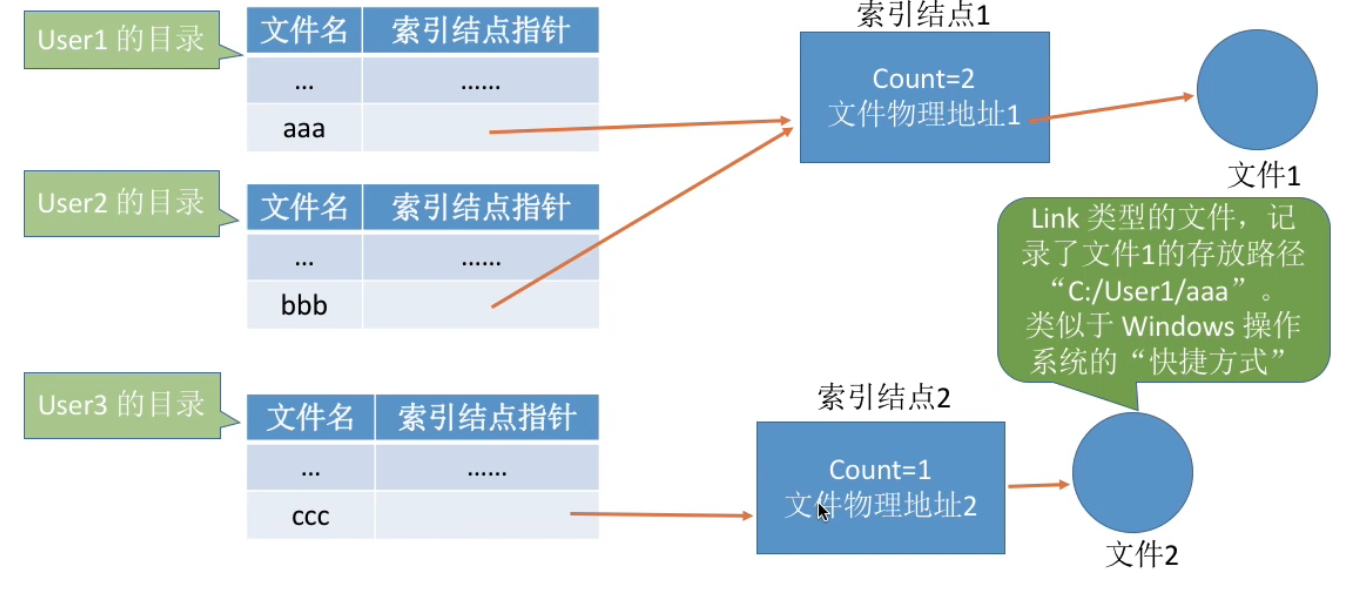 索引结点1
User1 的目录
文件名 索引结点指针
... ......
aaa
Count=2
文件物理地址1
文件1
User2 的目录
文件名 索引结点指针
... ......
bbb
Link 类型的文件，记
录了文件1的存放路径
“C:/User1/aaa”。
类似于 Windows 操作
系统的“快捷方式”
User3 的目录
文件名 索引结点指针
... ......
ccc
索引结点2
Count=1
文件物理地址2
文件2